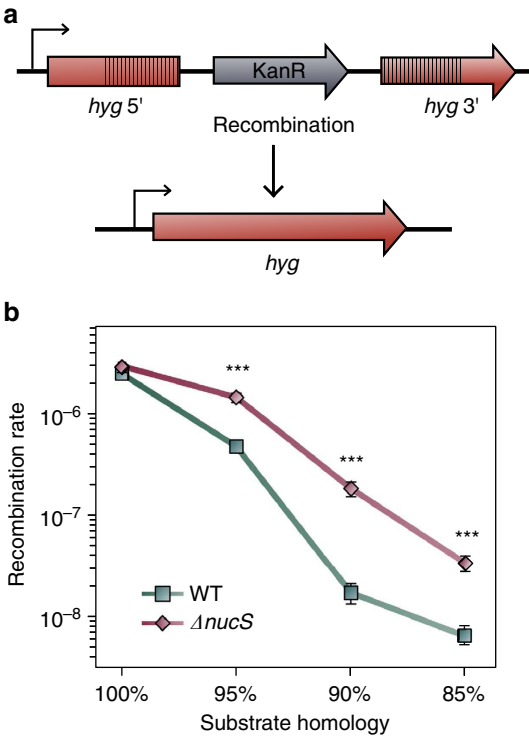 a
KanR
hyg 5'
hyg 3'
Recombination
hyg
b
Recombination rate
10⁻⁶
10⁻⁷
10⁻⁸
***
***
***
WT
ΔnucS
100%
95%
90%
85%
Substrate homology